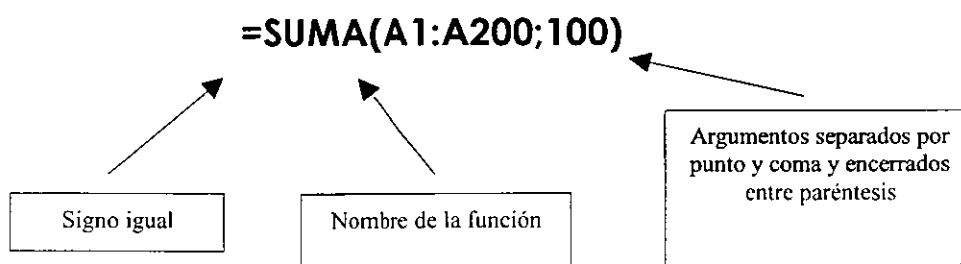 =SUMA(A1:A200;100)
Argumentos separados por
punto y coma y encerrados
entre paréntesis
Signo igual
Nombre de la función